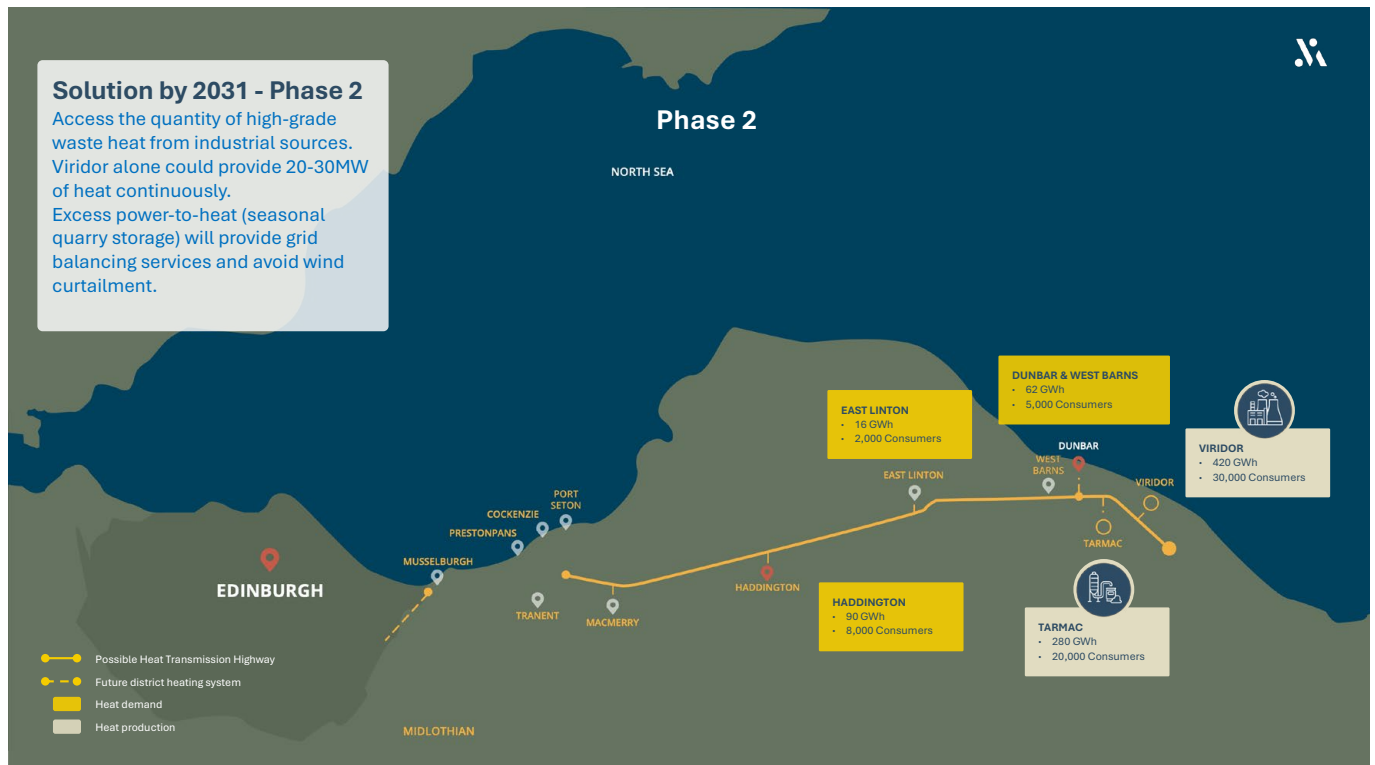 Solution by 2031 - Phase 2
Access the quantity of high-grade
waste heat from industrial sources.
Viridor alone could provide 20-30MW
of heat continuously.
Excess power-to-heat (seasonal
quarry storage) will provide grid
balancing services and avoid wind
curtailment.
Phase 2
NORTH SEA
DUNBAR & WEST BARNS
• 62 GWh
• 5,000 Consumers
EAST LINTON
• 16 GWh
• 2,000 Consumers
VIRIDOR
• 420 GWh
• 30,000 Consumers
DUNBAR
WEST
BARNS
EAST LINTON
VIRIDOR
PORT
SETON
COCKENZIE
PRESTONPANS
TARMAC
MUSSELBURGH
EDINBURGH
HADDINGTON
TRANENT
MACMERRY
HADDINGTON
• 90 GWh
• 8,000 Consumers
TARMAC
• 280 GWh
• 20,000 Consumers
Possible Heat Transmission Highway
Future district heating system
Heat demand
Heat production
MIDLOTHIAN